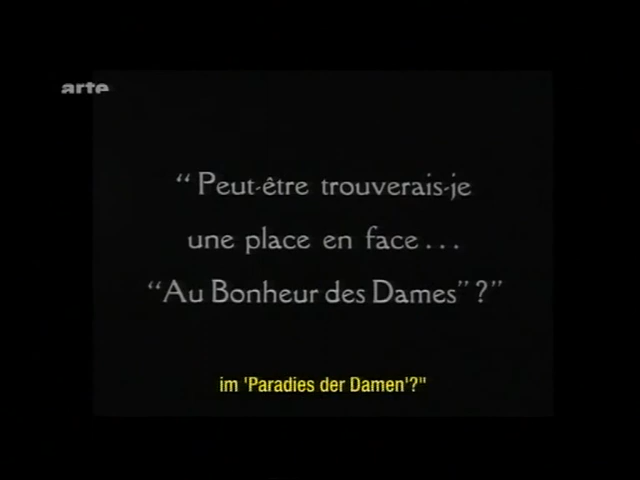 arte
“Peut-être trouverais-je
une place en face...
“Au Bonheur des Dames” ?”
im 'Paradies der Damen'?"